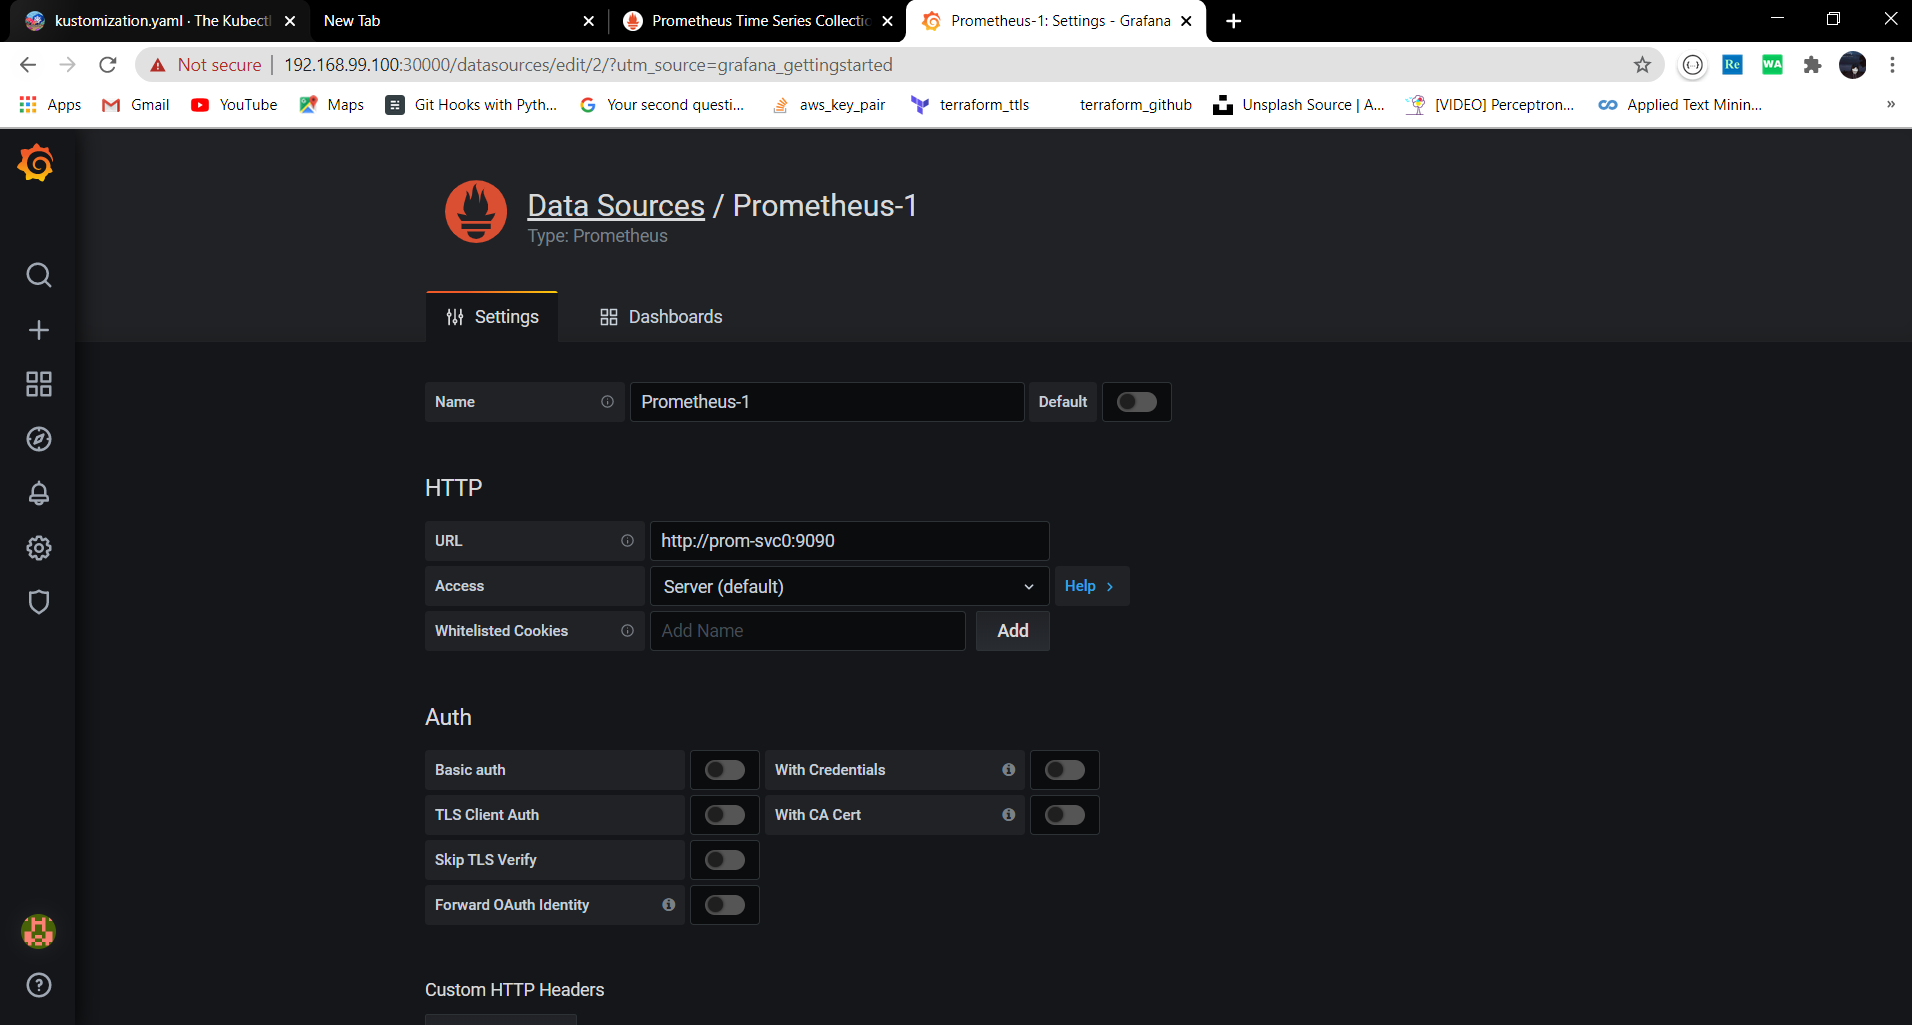 kustomization.yaml · The Kubectl
New Tab
Prometheus Time Series Collectio
Prometheus-1: Settings - Grafana
Not secure | 192.168.99.100:30000/datasources/edit/2/?utm_source=grafana_gettingstarted
Re
WA
Apps
Gmail
YouTube
Maps
Git Hooks with Pyth...
Your second questi...
aws_key_pair
terraform_ttls
terraform_github
Unsplash Source | A...
[VIDEO] Perceptron...
Applied Text Minin...
»
Data Sources / Prometheus-1
Type: Prometheus
Settings
Dashboards
Name
Prometheus-1
Default
HTTP
URL
http://prom-svc0:9090
Access
Server (default)
Help >
Whitelisted Cookies
Add Name
Add
Auth
Basic auth
With Credentials
TLS Client Auth
With CA Cert
Skip TLS Verify
Forward OAuth Identity
Custom HTTP Headers